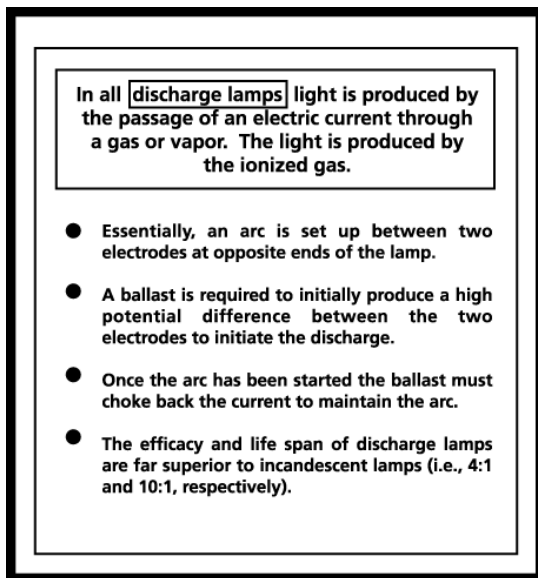 In all discharge lamps light is produced by
the passage of an electric current through
a gas or vapor. The light is produced by
the ionized gas.
● Essentially, an arc is set up between two
electrodes at opposite ends of the lamp.
● A ballast is required to initially produce a high
potential difference between the two
electrodes to initiate the discharge.
● Once the arc has been started the ballast must
choke back the current to maintain the arc.
● The efficacy and life span of discharge lamps
are far superior to incandescent lamps (i.e., 4:1
and 10:1, respectively).